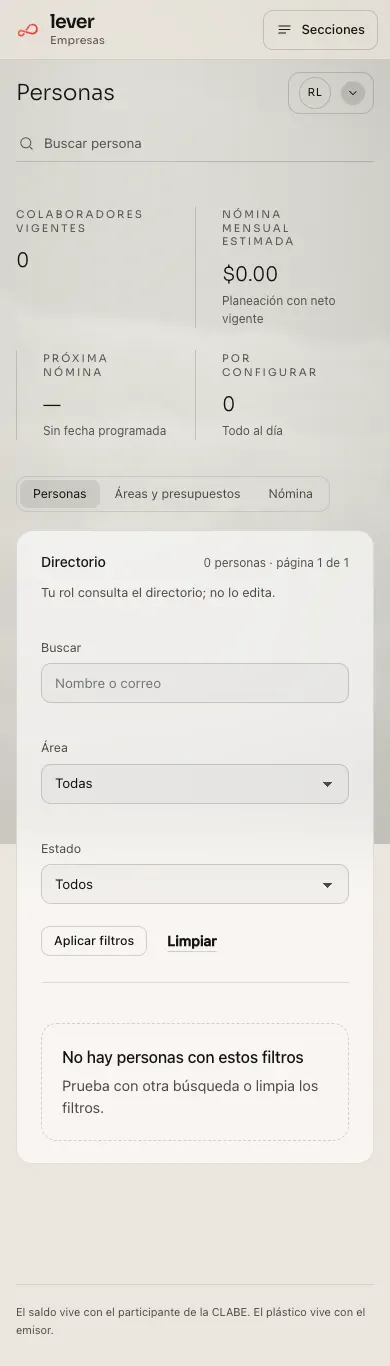 lever
Empresas
Secciones
Personas
RL
Buscar persona
COLABORADORES
VIGENTES
0
NÓMINA
MENSUAL
ESTIMADA
$0.00
Planeación con neto
vigente
PRÓXIMA
NÓMINA
—
Sin fecha programada
POR
CONFIGURAR
0
Todo al día
Personas
Áreas y presupuestos
Nómina
Directorio
0 personas · página 1 de 1
Tu rol consulta el directorio; no lo edita.
Buscar
Nombre o correo
Área
Todas
Estado
Todos
Aplicar filtros
Limpiar
No hay personas con estos filtros
Prueba con otra búsqueda o limpia los
filtros.
El saldo vive con el participante de la CLABE. El plástico vive con el
emisor.